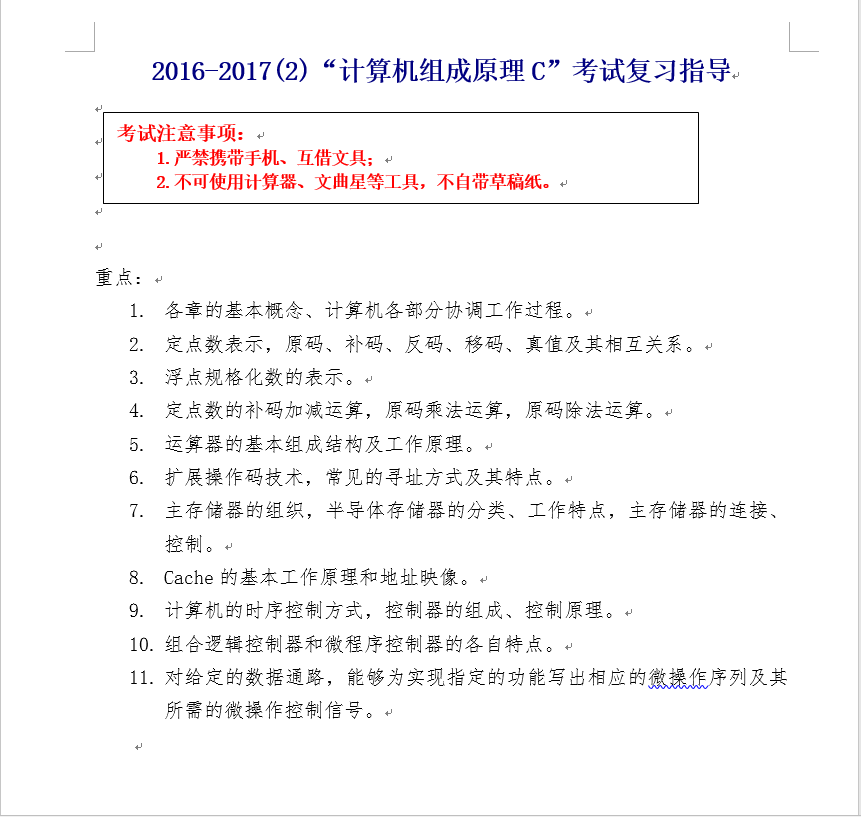 2016-2017(2)“计算机组成原理C”考试复习指导
考试注意事项：
1.严禁携带手机、互借文具；
2.不可使用计算器、文曲星等工具，不自带草稿纸。
重点：
1. 各章的基本概念、计算机各部分协调工作过程。
2. 定点数表示，原码、补码、反码、移码、真值及其相互关系。
3. 浮点规格化数的表示。
4. 定点数的补码加减运算，原码乘法运算，原码除法运算。
5. 运算器的基本组成结构及工作原理。
6. 扩展操作码技术，常见的寻址方式及其特点。
7. 主存储器的组织，半导体存储器的分类、工作特点，主存储器的连接、
控制。
8. Cache的基本工作原理和地址映像。
9. 计算机的时序控制方式，控制器的组成、控制原理。
10. 组合逻辑控制器和微程序控制器的各自特点。
11. 对给定的数据通路，能够为实现指定的功能写出相应的微操作序列及其
所需的微操作控制信号。